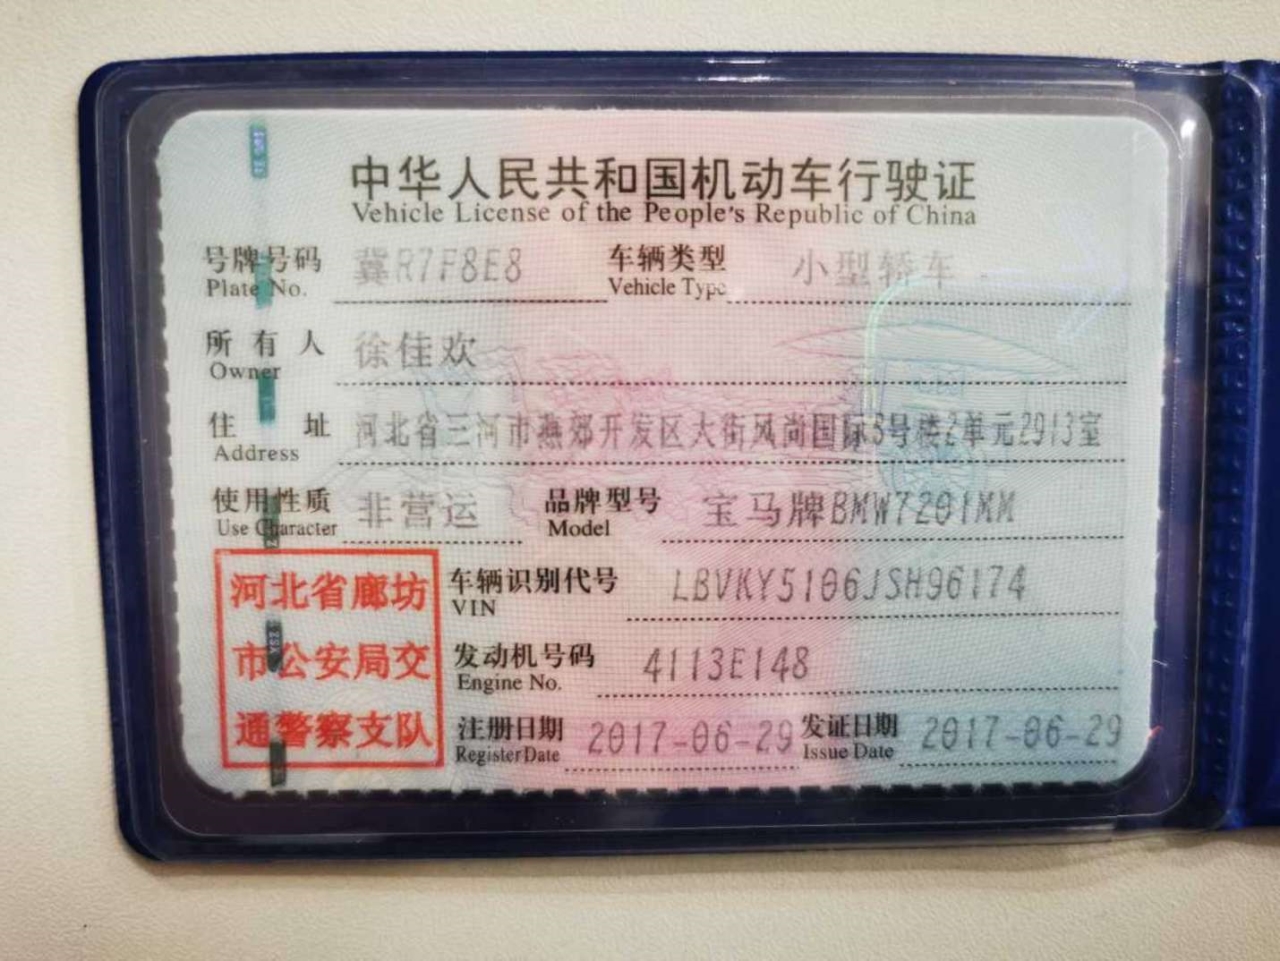 中华人民共和国机动车行驶证
Vehicle License of the People's Republic of China
号牌号码 冀R7F8E8 车辆类型 小型轿车
Plate No. Vehicle Type
所有人 徐佳欢
Owner
住址 河北省三河市燕郊开发区大街风尚国际8号楼2单元2913室
Address
使用性质 非营运 品牌型号 宝马牌BMW7201MM
Use Character Model
河北省廊坊 车辆识别代号 LBVKY5106JSH96174
VIN
市公安局交 发动机号码 4113E148
Engine No.
通警察支队 注册日期 2017-06-29 发证日期 2017-06-29
Register Date Issue Date